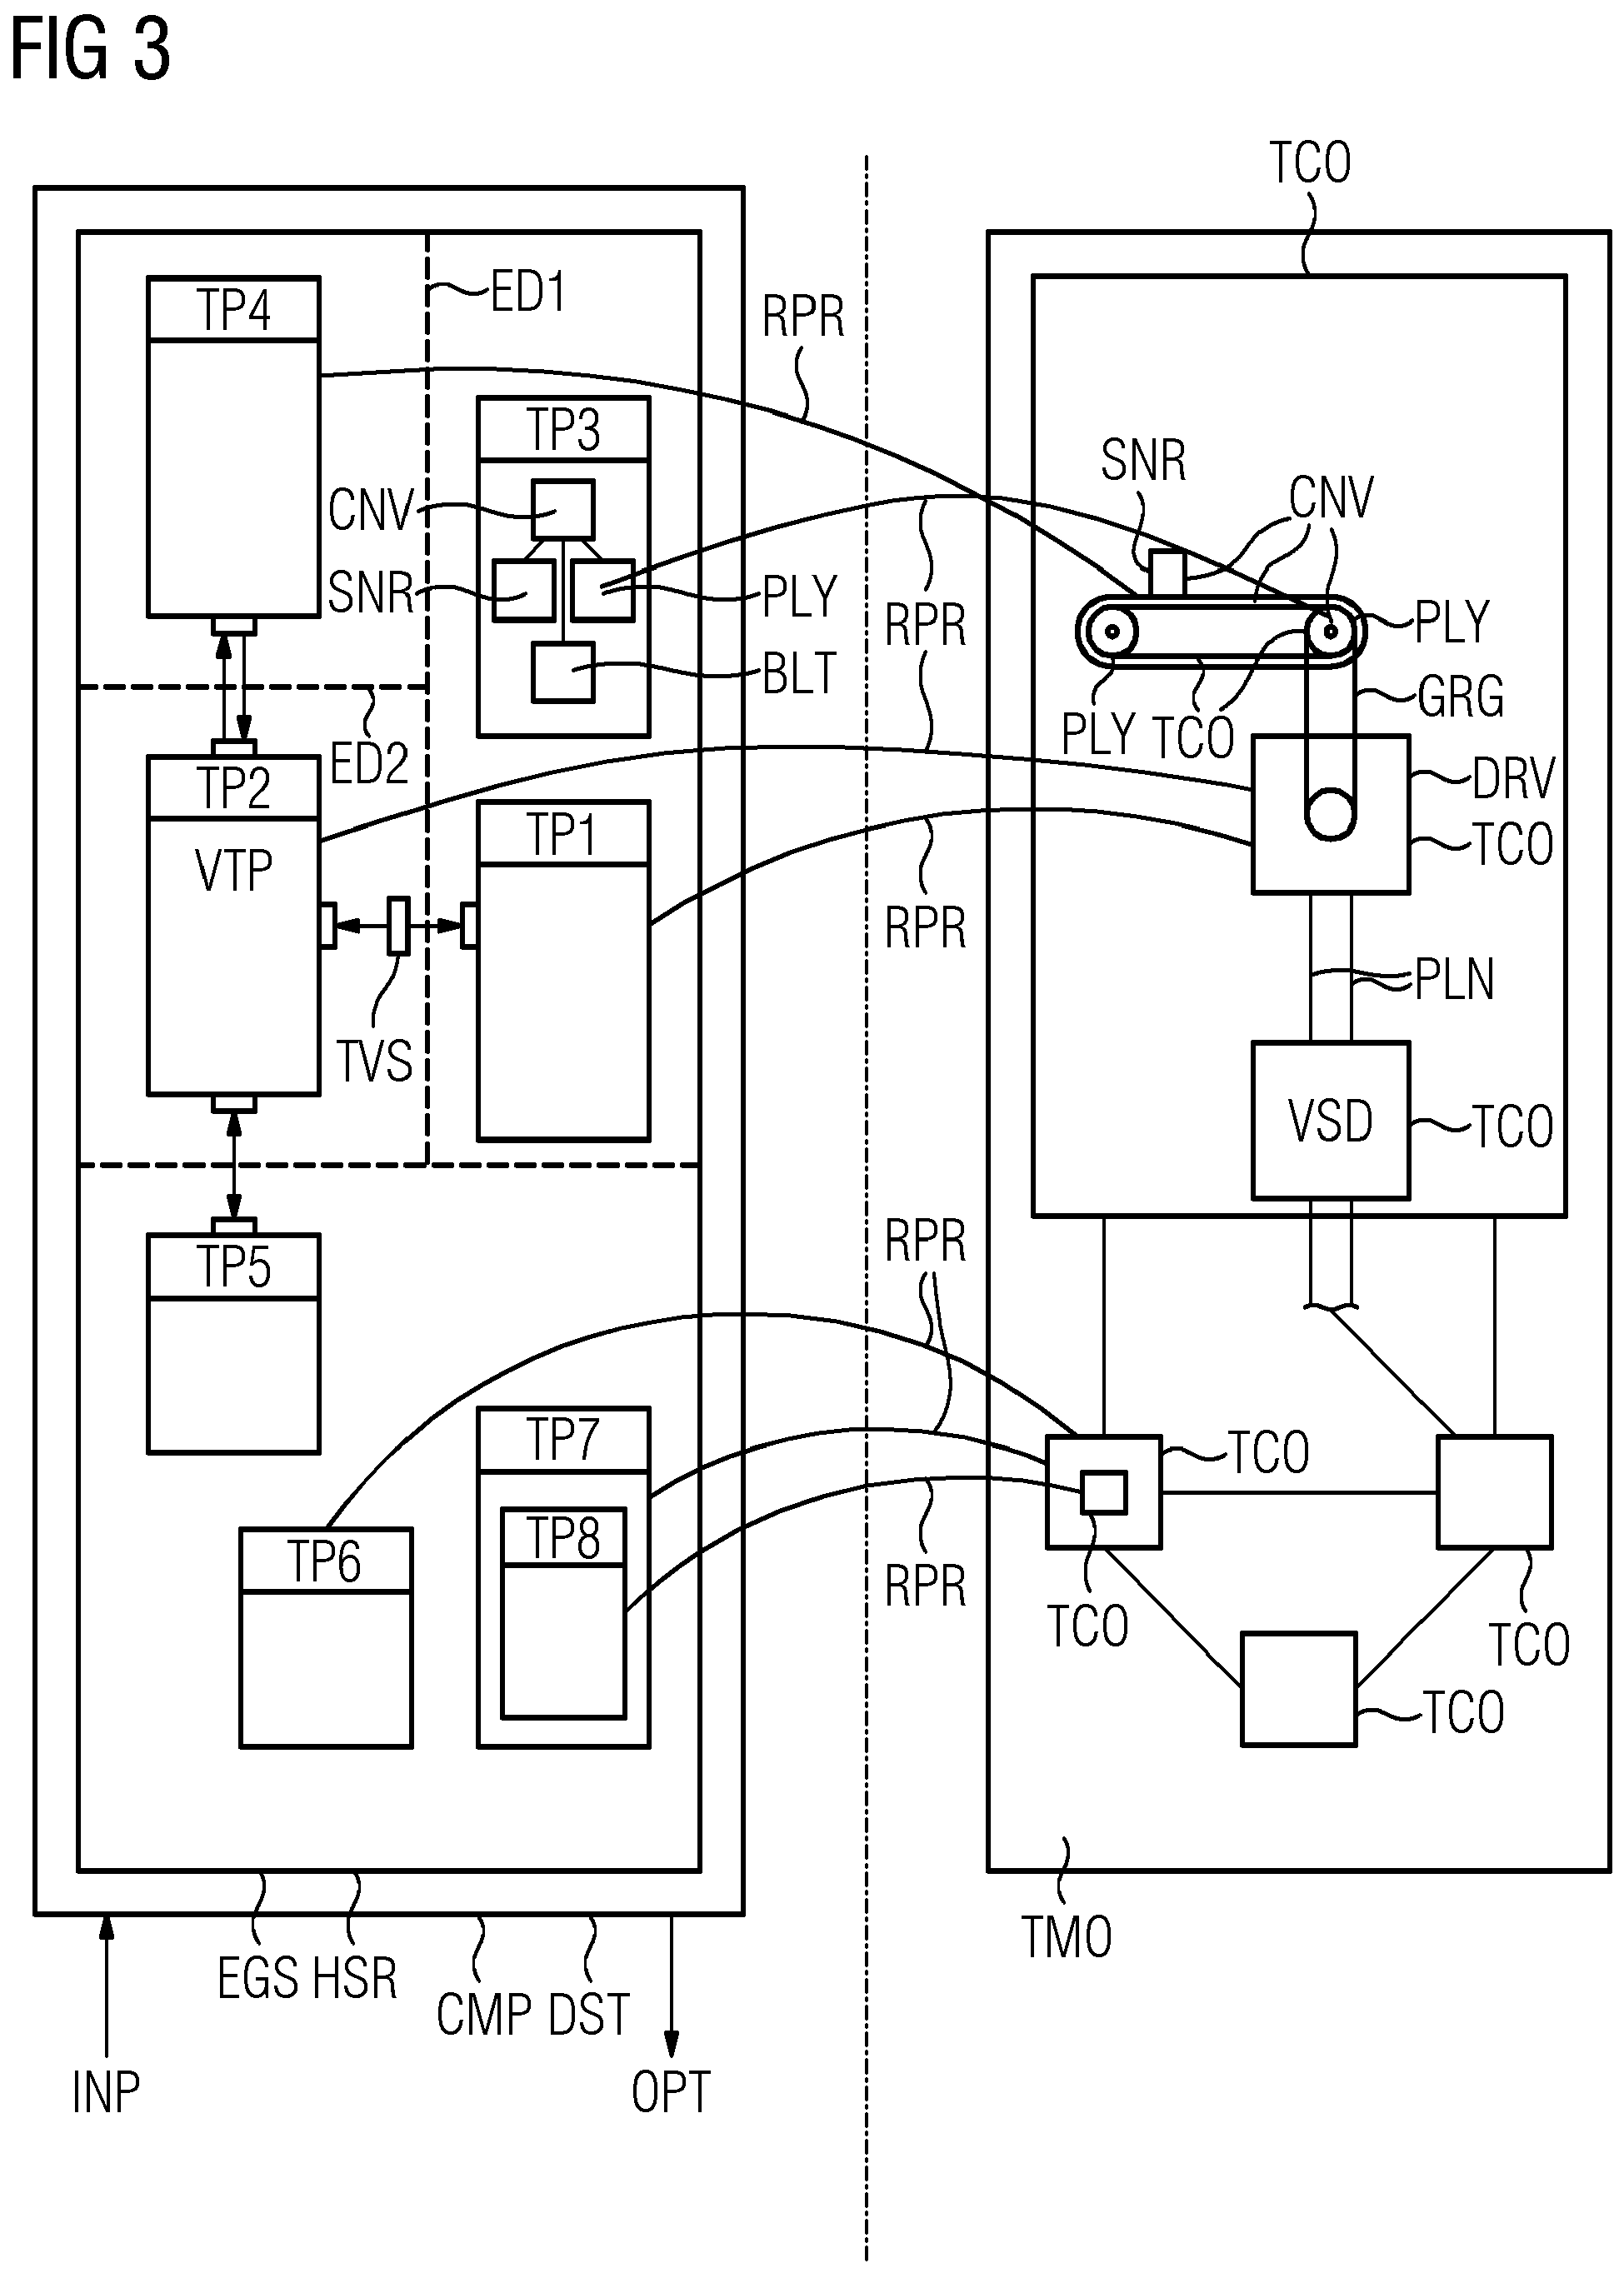 FIG 3
TCO
TP4
ED1
RPR
TP3
SNR
CNV
CNV
SNR
PLY
RPR
PLY
BLT
GRG
PLY
TCO
ED2
TP2
DRV
VTP
TP1
TCO
RPR
PLN
TVS
VSD
TCO
TP5
RPR
TP7
TCO
TP8
TP6
RPR
TCO
TCO
TCO
TMO
EGS HSR
CMP DST
INP
OPT